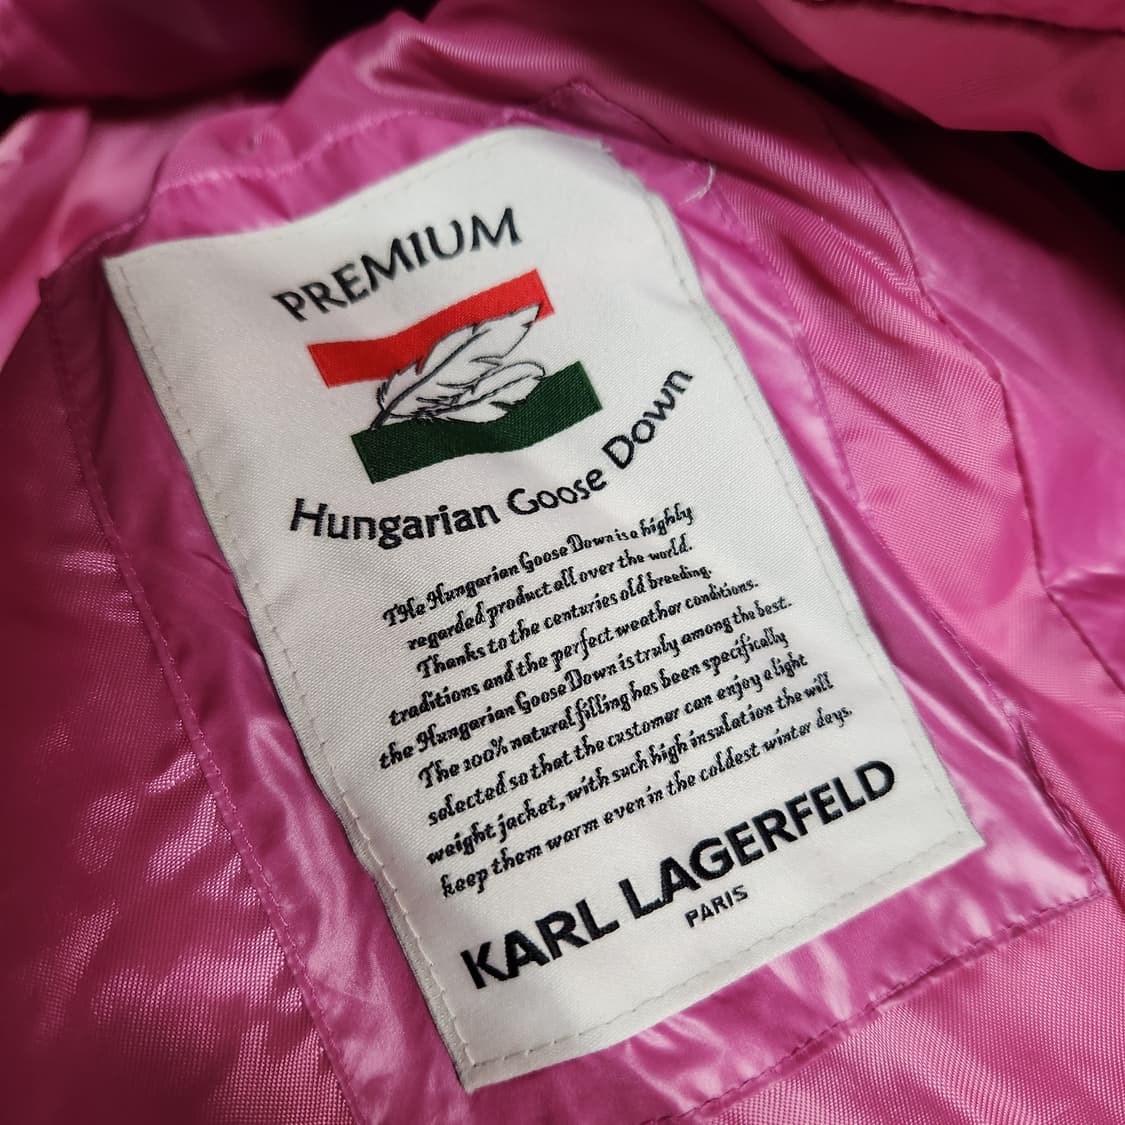 PREMIUM
Hungarian Goose Down
THe Hungarian Goose Down is a highly
regarded product all over the world.
Thanks to the centuries old breeding,
traditions and the perfect weather conditions.
the Hungarian Goose Down is truly among the best.
The 100% natural filling has been specifically
selected so that the customer can enjoy a light
weight jacket, with such high insulation the will
keep them warm even in the coldest winter days.
KARL LAGERFELD
PARIS